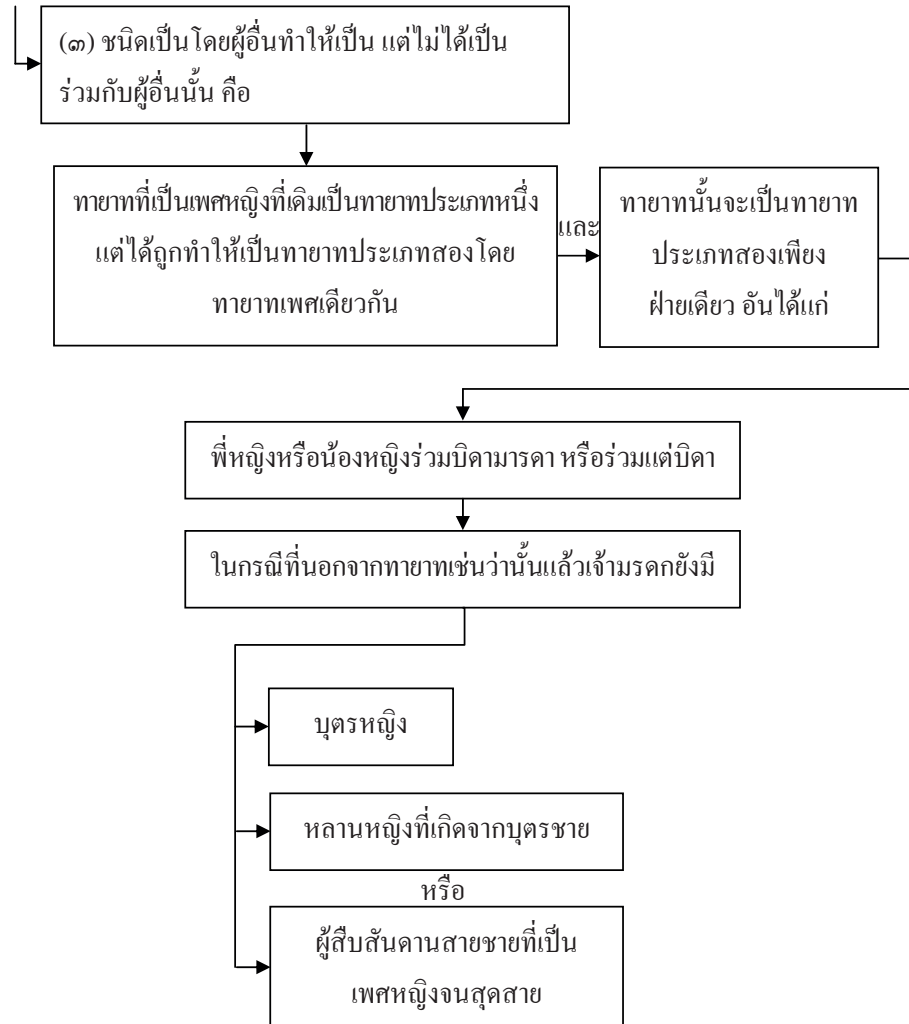 (๓) ชนิดเป็นโดยผู้อื่นทำให้เป็น แต่ไม่ได้เป็น
ร่วมกับผู้อื่นนั้น คือ
ทายาทที่เป็นเพศหญิงที่เดิมเป็นทายาทประเภทหนึ่ง
แต่ได้ถูกทำให้เป็นทายาทประเภทสองโดย
ทายาทเพศเดียวกัน
และ
ทายาทนั้นจะเป็นทายาท
ประเภทสองเพียง
ฝ่ายเดียว อันได้แก่
พี่หญิงหรือน้องหญิงร่วมบิดามารดา หรือร่วมแต่บิดา
ในกรณีที่นอกจากทายาทเช่นว่านั้นแล้วเจ้ามรดกยังมี
บุตรหญิง
หลานหญิงที่เกิดจากบุตรชาย
หรือ
ผู้สืบสันดานสายชายที่เป็น
เพศหญิงจนสุดสาย